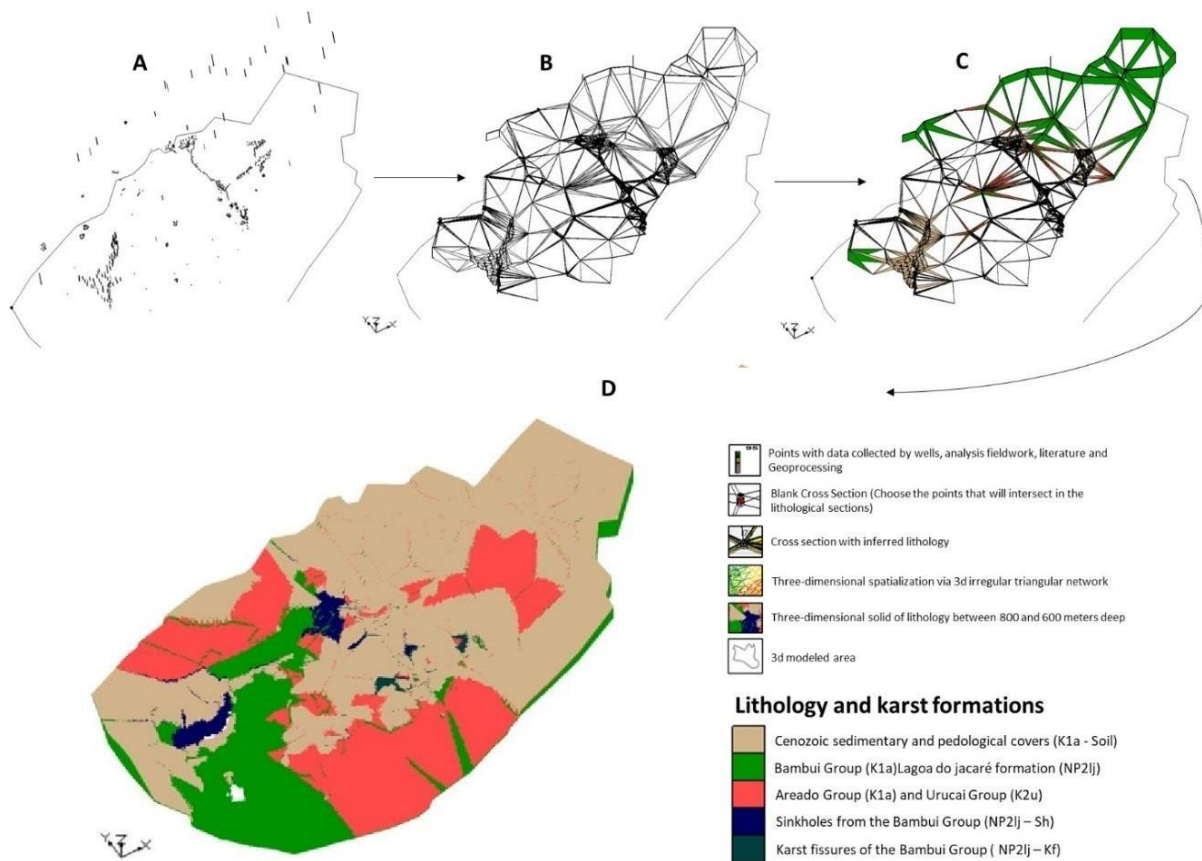 A
B
C
Y Z X
Y Z X
D
Points with data collected by wells, analysis fieldwork, literature and
Geoprocessing
Blank Cross Section (Choose the points that will intersect in the
lithological sections)
Cross section with inferred lithology
Three-dimensional spatialization via 3d irregular triangular network
Three-dimensional solid of lithology between 800 and 600 meters deep
3d modeled area
Lithology and karst formations
Cenozoic sedimentary and pedological covers (K1a - Soil)
Bambui Group (K1a)Lagoa do jacaré formation (NP2lj)
Areado Group (K1a) and Urucai Group (K2u)
Sinkholes from the Bambui Group (NP2lj – Sh)
Karst fissures of the Bambui Group ( NP2lj – Kf)
Y Z X